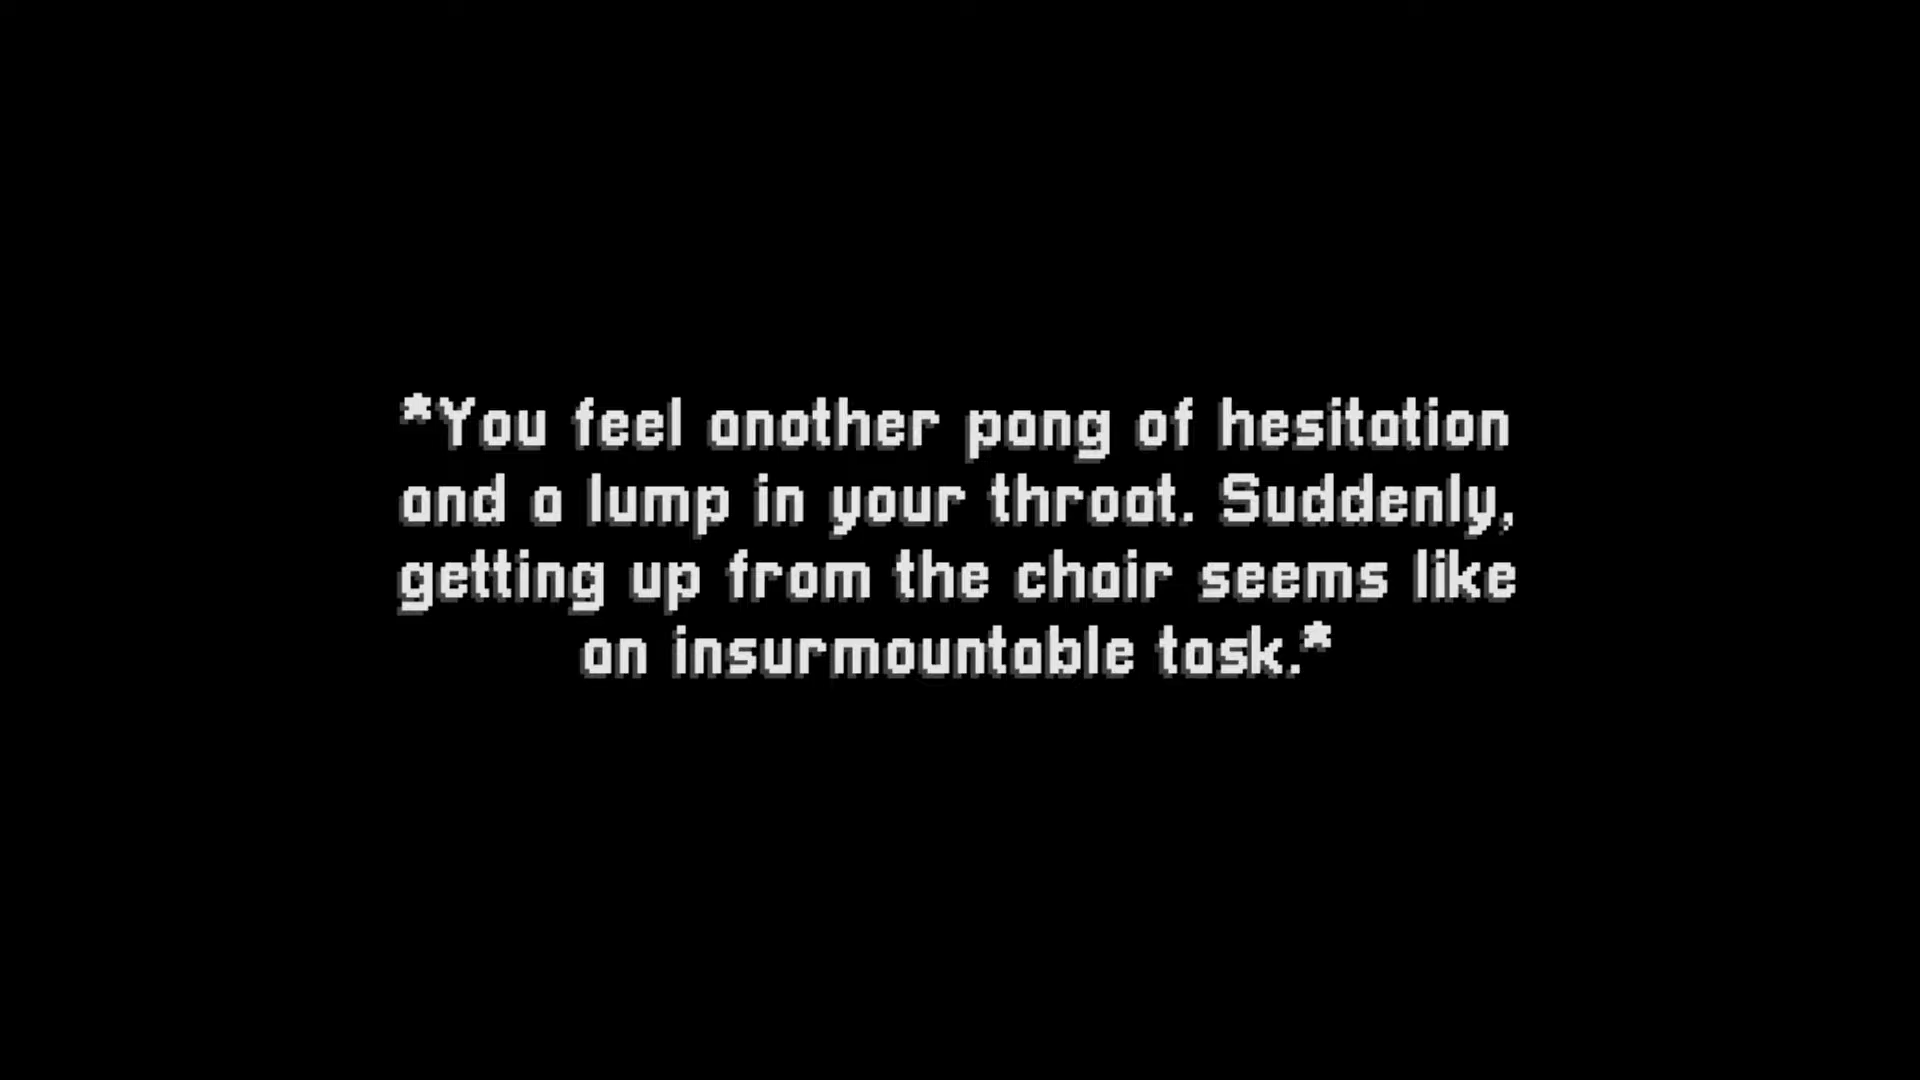 *You feel another pang of hesitation
and a lump in your throat. Suddenly,
getting up from the chair seems like
an insurmountable task.*